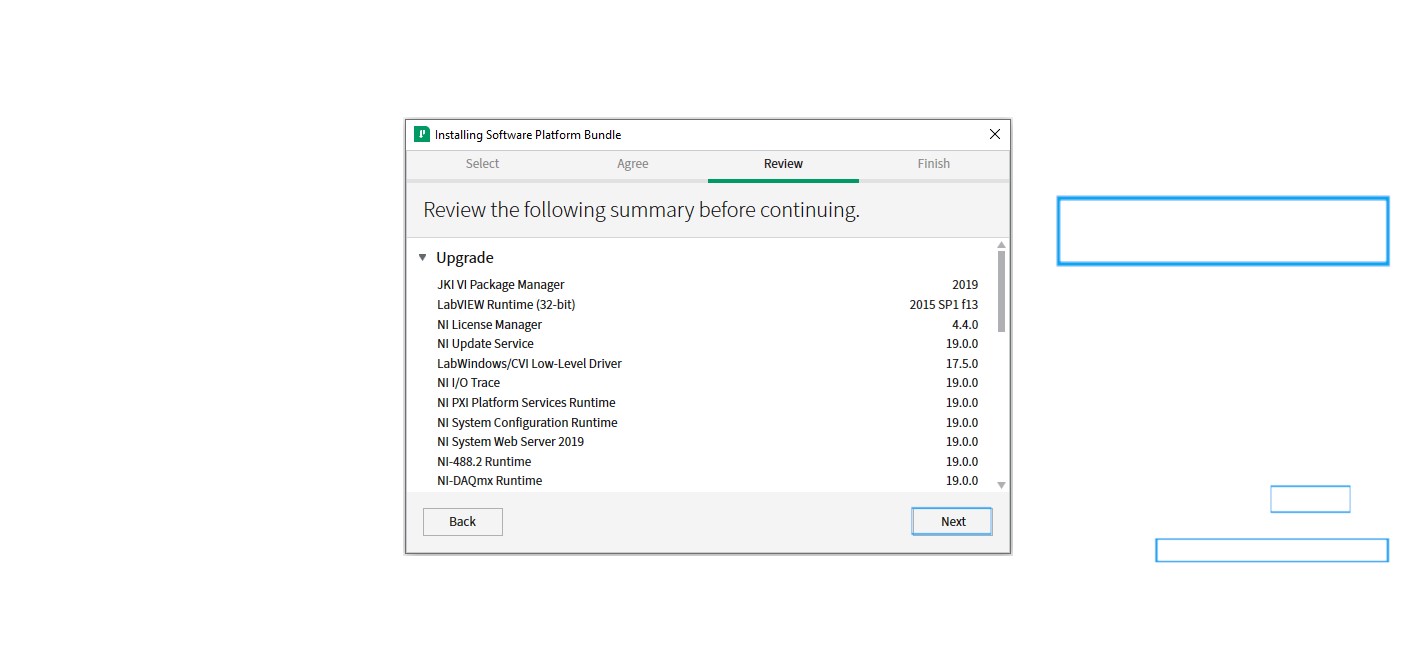 Installing Software Platform Bundle
Select Agree Review Finish
Review the following summary before continuing.
Upgrade
JKI VI Package Manager 2019
LabVIEW Runtime (32-bit) 2015 SP1 f13
NI License Manager 4.4.0
NI Update Service 19.0.0
LabWindows/CVI Low-Level Driver 17.5.0
NI I/O Trace 19.0.0
NI PXI Platform Services Runtime 19.0.0
NI System Configuration Runtime 19.0.0
NI System Web Server 2019 19.0.0
NI-488.2 Runtime 19.0.0
NI-DAQmx Runtime 19.0.0
Back Next